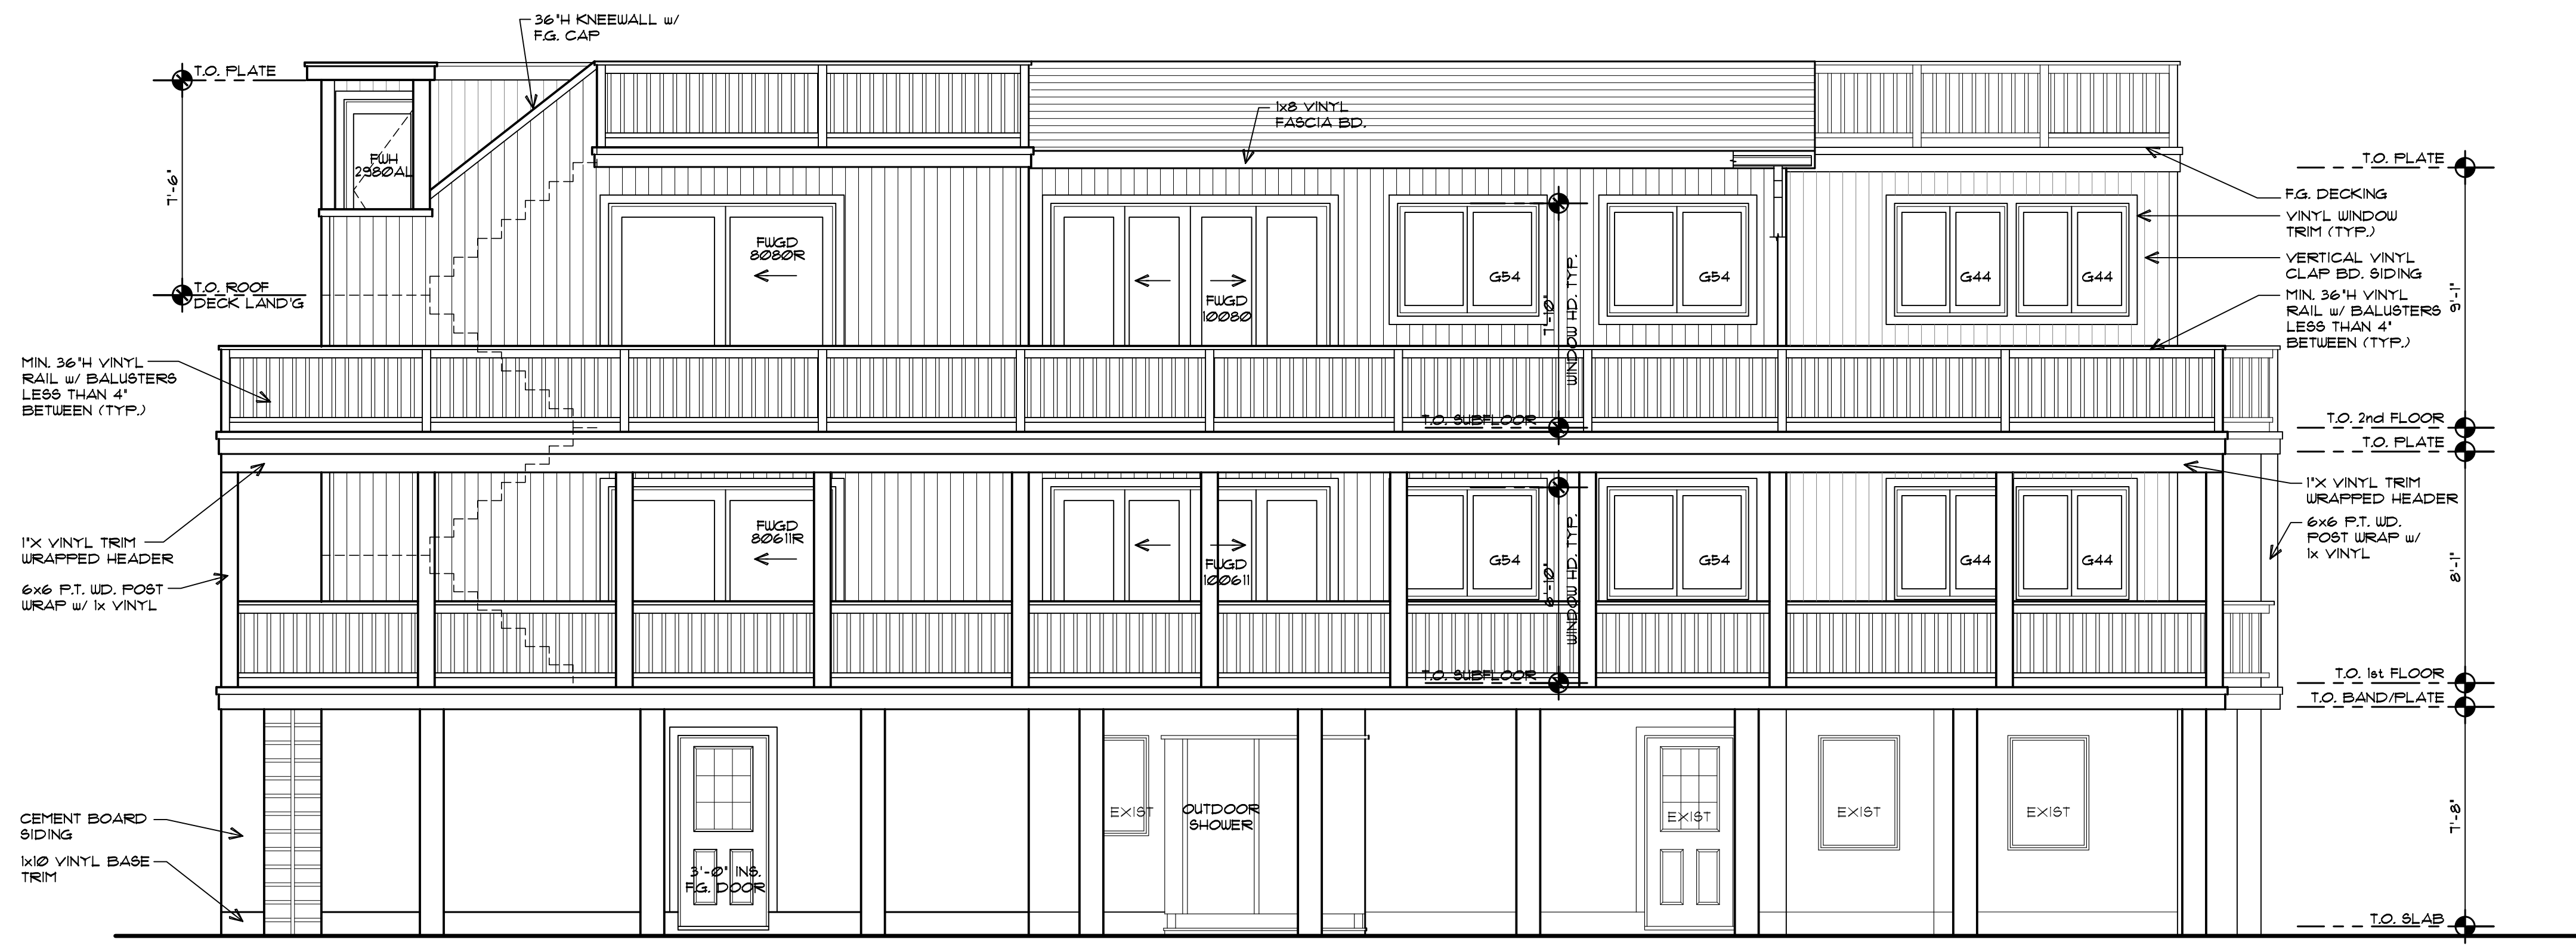 36"H KNEEWALL w/
F.G. CAP
T.O. PLATE
1x8 VINYL
FASCIA BD.
FWH
2980AL
7'-6"
T.O. ROOF
DECK LAND'G
FWGD
8080R
FWGD
10080
G54
G54
G44
G44
7'-10"
WINDOW HD. TYP.
T.O. PLATE
F.G. DECKING
VINYL WINDOW
TRIM (TYP.)
VERTICAL VINYL
CLAP BD. SIDING
MIN. 36"H VINYL
RAIL w/ BALUSTERS
LESS THAN 4"
BETWEEN (TYP.)
9'-1"
MIN. 36"H VINYL
RAIL w/ BALUSTERS
LESS THAN 4"
BETWEEN (TYP.)
T.O. SUBFLOOR
T.O. 2nd FLOOR
T.O. PLATE
1"X VINYL TRIM
WRAPPED HEADER
6x6 P.T. WD. POST
WRAP w/ 1x VINYL
FWGD
80611R
FWGD
100611
G54
G54
G44
G44
6'-10"
WINDOW HD. TYP.
1"X VINYL TRIM
WRAPPED HEADER
6x6 P.T. WD.
POST WRAP w/
1x VINYL
8'-1"
T.O. SUBFLOOR
T.O. 1st FLOOR
T.O. BAND/PLATE
CEMENT BOARD
SIDING
1x10 VINYL BASE
TRIM
3'-0" INS.
F.G. DOOR
EXIST
OUTDOOR
SHOWER
EXIST
EXIST
EXIST
7'-8"
T.O. SLAB